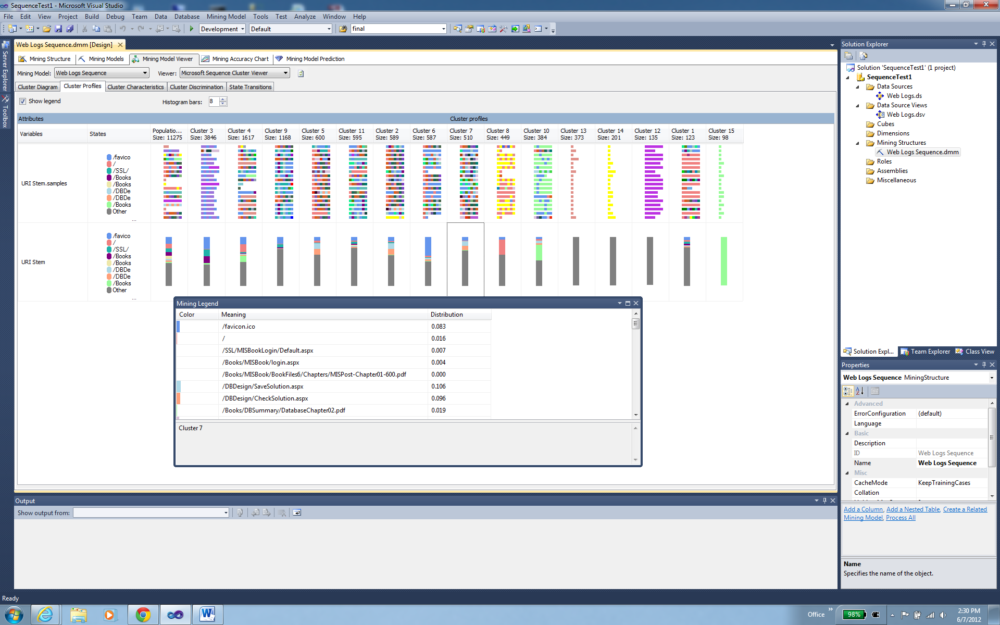 SequenceTest1 - Microsoft Visual Studio
File Edit View Project Build Debug Team Data Database Mining Model Tools Test Analyze Window Help
Development Default final
Server Explorer
Toolbox
Web Logs Sequence.dmm [Design]
Mining Structure Mining Models Mining Model Viewer Mining Accuracy Chart Mining Model Prediction
Mining Model: Web Logs Sequence Viewer: Microsoft Sequence Cluster Viewer
Cluster Diagram Cluster Profiles Cluster Characteristics Cluster Discrimination State Transitions
Show legend Histogram bars: 8
Attributes Cluster profiles
Variables States Populatio... Cluster 3 Cluster 4 Cluster 9 Cluster 5 Cluster 11 Cluster 2 Cluster 6 Cluster 7 Cluster 8 Cluster 10 Cluster 13 Cluster 14 Cluster 12 Cluster 1 Cluster 15
Size: 11275 Size: 3846 Size: 1617 Size: 1168 Size: 600 Size: 595 Size: 589 Size: 587 Size: 510 Size: 449 Size: 384 Size: 373 Size: 201 Size: 135 Size: 123 Size: 98
URI Stem.samples
/favico
/
/SSL/
/Books
/Books
/DBDe
/DBDe
/Books
Other
...
URI Stem
/favico
/
/SSL/
/Books
/Books
/DBDe
/DBDe
/Books
Other
...
Mining Legend
Color Meaning Distribution
/favicon.ico 0.083
/ 0.016
/SSL/MISBookLogin/Default.aspx 0.007
/Books/MISBook/login.aspx 0.004
/Books/MISBook/BookFiles6/Chapters/MISPost-Chapter01-600.pdf 0.000
/DBDesign/SaveSolution.aspx 0.106
/DBDesign/CheckSolution.aspx 0.096
/Books/DBSummary/DatabaseChapter02.pdf 0.019
Cluster 7
Output
Show output from:
Ready
Solution Explorer
Solution 'SequenceTest1' (1 project)
SequenceTest1
Data Sources
Web Logs.ds
Data Source Views
Web Logs.dsv
Cubes
Dimensions
Mining Structures
Web Logs Sequence.dmm
Roles
Assemblies
Miscellaneous
Solution Expl... Team Explorer Class View
Properties
Web Logs Sequence MiningStructure
Advanced
ErrorConfiguration (default)
Language
Basic
Description
ID Web Logs Sequence
Name Web Logs Sequence
Misc
CacheMode KeepTrainingCases
Collation
Add a Column, Add a Nested Table, Create a Related
Mining Model, Process All
Name
Specifies the name of the object.
Office » 98% 2:30 PM
6/7/2012